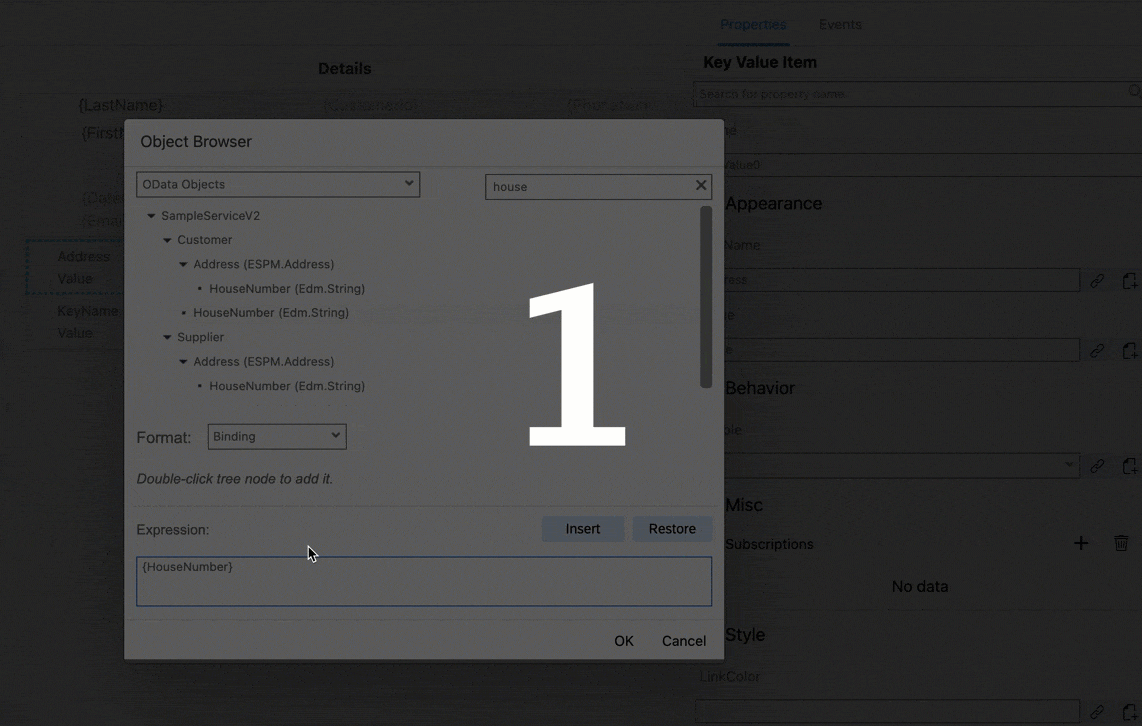 Properties Events
Details
Key Value Item
{LastName}
Search for property name
Object Browser
OData Objects
house
SampleServiceV2
Appearance
Customer
Address
Address (ESPM.Address)
Value
HouseNumber (Edm.String)
KeyName
HouseNumber (Edm.String)
Value
Supplier
Address (ESPM.Address)
HouseNumber (Edm.String)
1
Behavior
Format: Binding
Double-click tree node to add it.
Misc
Expression:
Insert Restore
Subscriptions
{HouseNumber}
No data
OK Cancel
Style
LinkColor